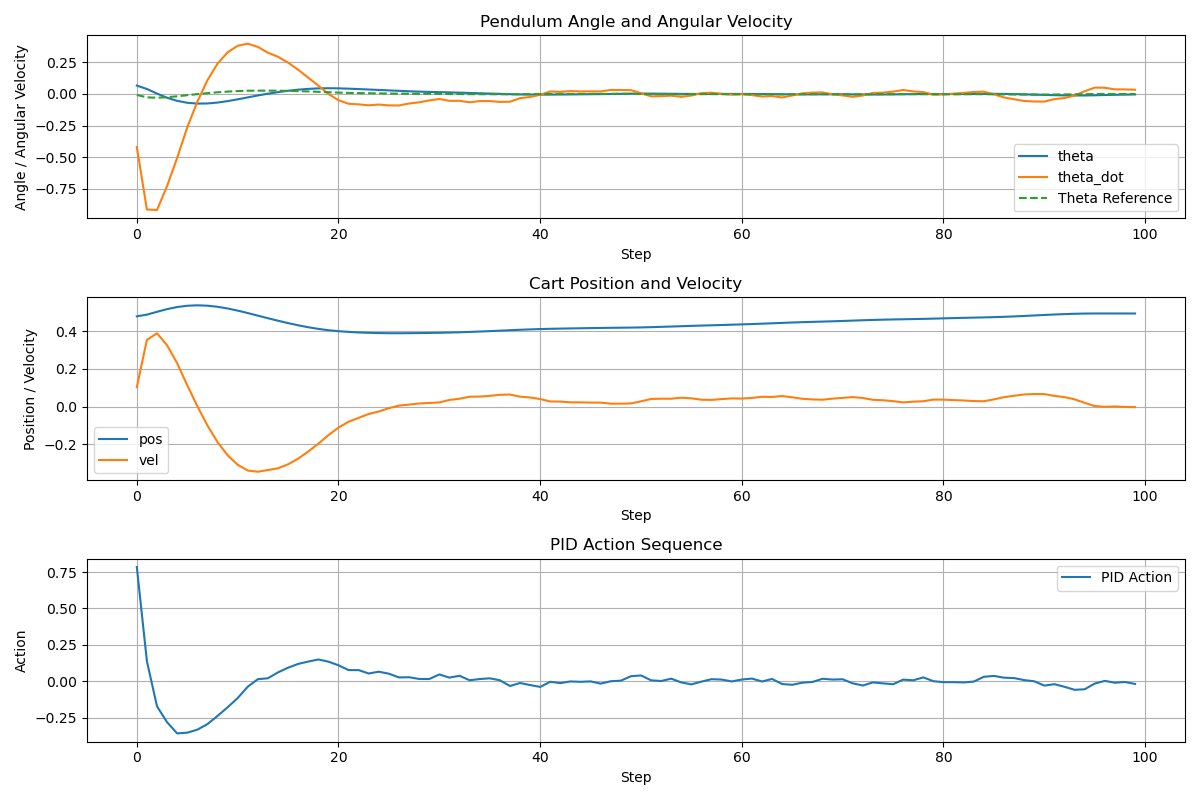 Pendulum Angle and Angular Velocity
Angle / Angular Velocity
0.25
0.00
−0.25
−0.50
−0.75
theta
theta_dot
Theta Reference
0 20 40 60 80 100
Step
Cart Position and Velocity
Position / Velocity
0.4
0.2
0.0
−0.2
pos
vel
0 20 40 60 80 100
Step
PID Action Sequence
Action
0.75
0.50
0.25
0.00
−0.25
PID Action
0 20 40 60 80 100
Step